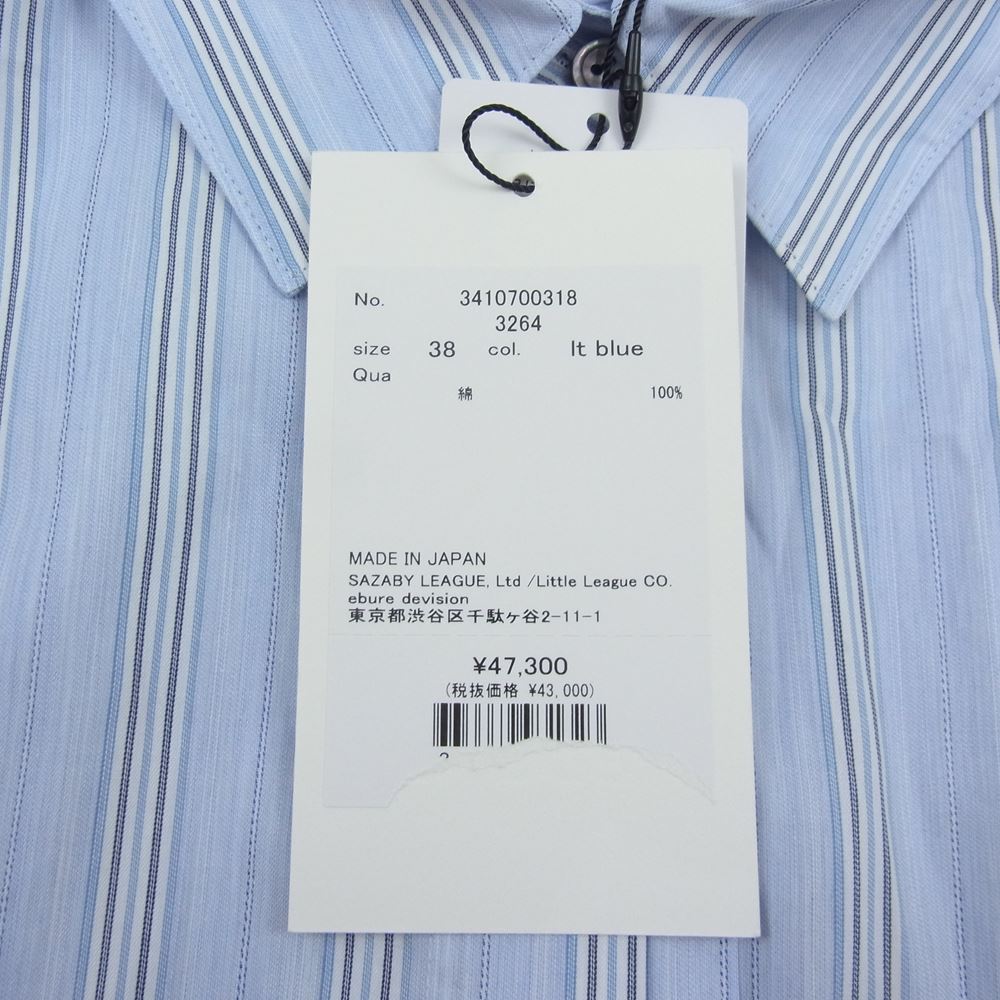 No. 3410700318
3264
size 38 col. lt blue
Qua
綿 100%
MADE IN JAPAN
SAZABY LEAGUE, Ltd /Little League CO.
ebure devision
東京都渋谷区千駄ヶ谷2-11-1
¥47,300
(税抜価格 ¥43,000)